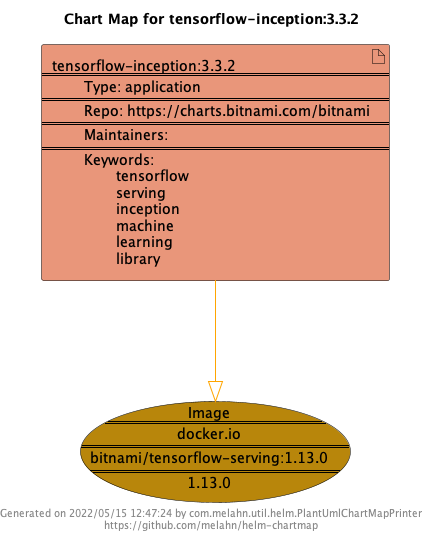 Chart Map for tensorflow-inception:3.3.2
tensorflow-inception:3.3.2
Type: application
Repo: https://charts.bitnami.com/bitnami
Maintainers:
Keywords:
tensorflow
serving
inception
machine
learning
library
Image
docker.io
bitnami/tensorflow-serving:1.13.0
1.13.0
Generated on 2022/05/15 12:47:24 by com.melahn.util.helm.PlantUmlChartMapPrinter
https://github.com/melahn/helm-chartmap